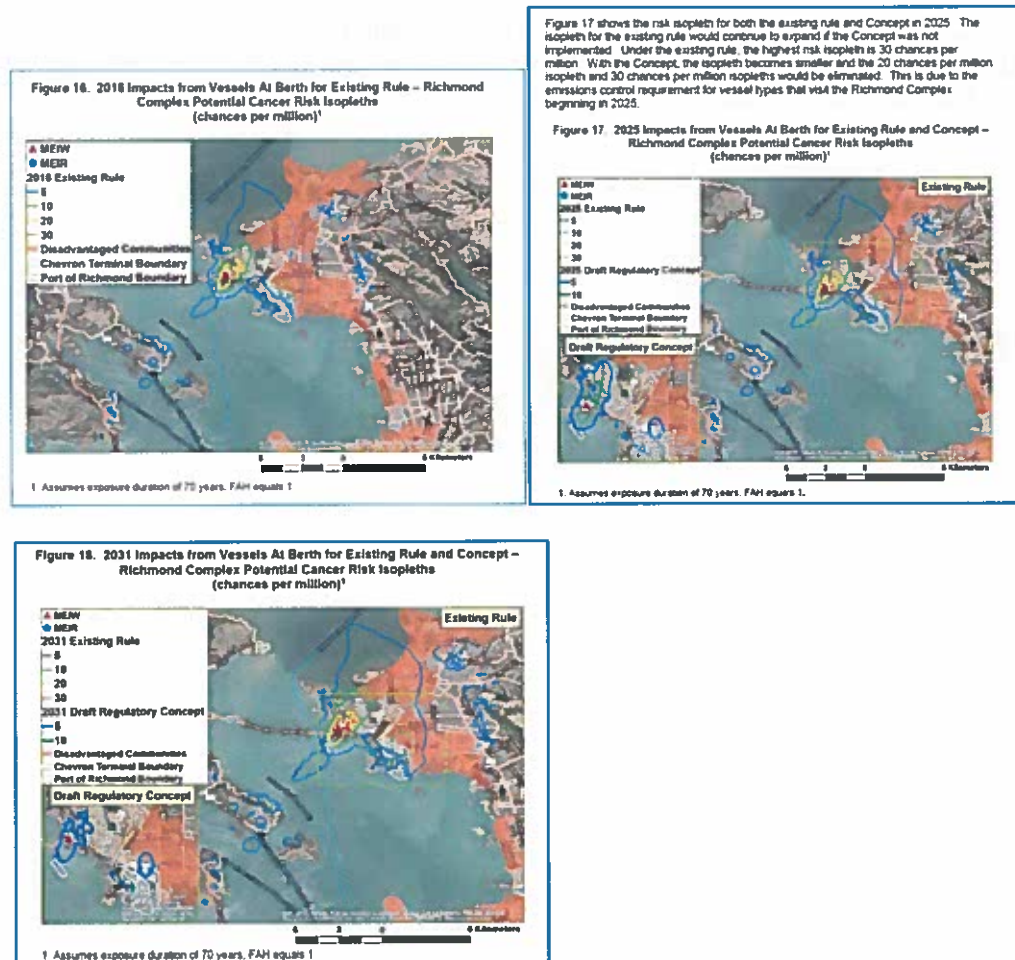 Figure 16. 2016 Impacts from Vessels At Berth for Existing Rule – Richmond
Complex Potential Cancer Risk Isopleths
(chances per million)¹
MEIW
MEIR
2016 Existing Rule
5
10
20
30
Disadvantaged Communities
Chevron Terminal Boundary
Port of Richmond Boundary
6 Kilometers
1. Assumes exposure duration of 70 years. FAH equals 1
Figure 17 shows the risk isopleth for both the existing rule and Concept in 2025. The
isopleth for the existing rule would continue to expand if the Concept was not
implemented. Under the existing rule, the highest risk isopleth is 30 chances per
million. With the Concept, the isopleth becomes smaller and the 20 chances per million
isopleth and 30 chances per million isopleths would be eliminated. This is due to the
emissions control requirement for vessel types that visit the Richmond Complex
beginning in 2025.
Figure 17. 2025 Impacts from Vessels At Berth for Existing Rule and Concept –
Richmond Complex Potential Cancer Risk Isopleths
(chances per million)¹
MEIW
MEIR
2025 Existing Rule
5
10
20
30
2025 Draft Regulatory Concept
5
10
Disadvantaged Communities
Chevron Terminal Boundary
Port of Richmond Boundary
Draft Regulatory Concept
Existing Rule
6 Kilometers
1. Assumes exposure duration of 70 years. FAH equals 1.
Figure 18. 2031 Impacts from Vessels At Berth for Existing Rule and Concept –
Richmond Complex Potential Cancer Risk Isopleths
(chances per million)¹
MEIW
MEIR
2031 Existing Rule
5
10
20
30
2031 Draft Regulatory Concept
5
10
Disadvantaged Communities
Chevron Terminal Boundary
Port of Richmond Boundary
Draft Regulatory Concept
Existing Rule
6 Kilometers
1 Assumes exposure duration of 70 years, FAH equals 1